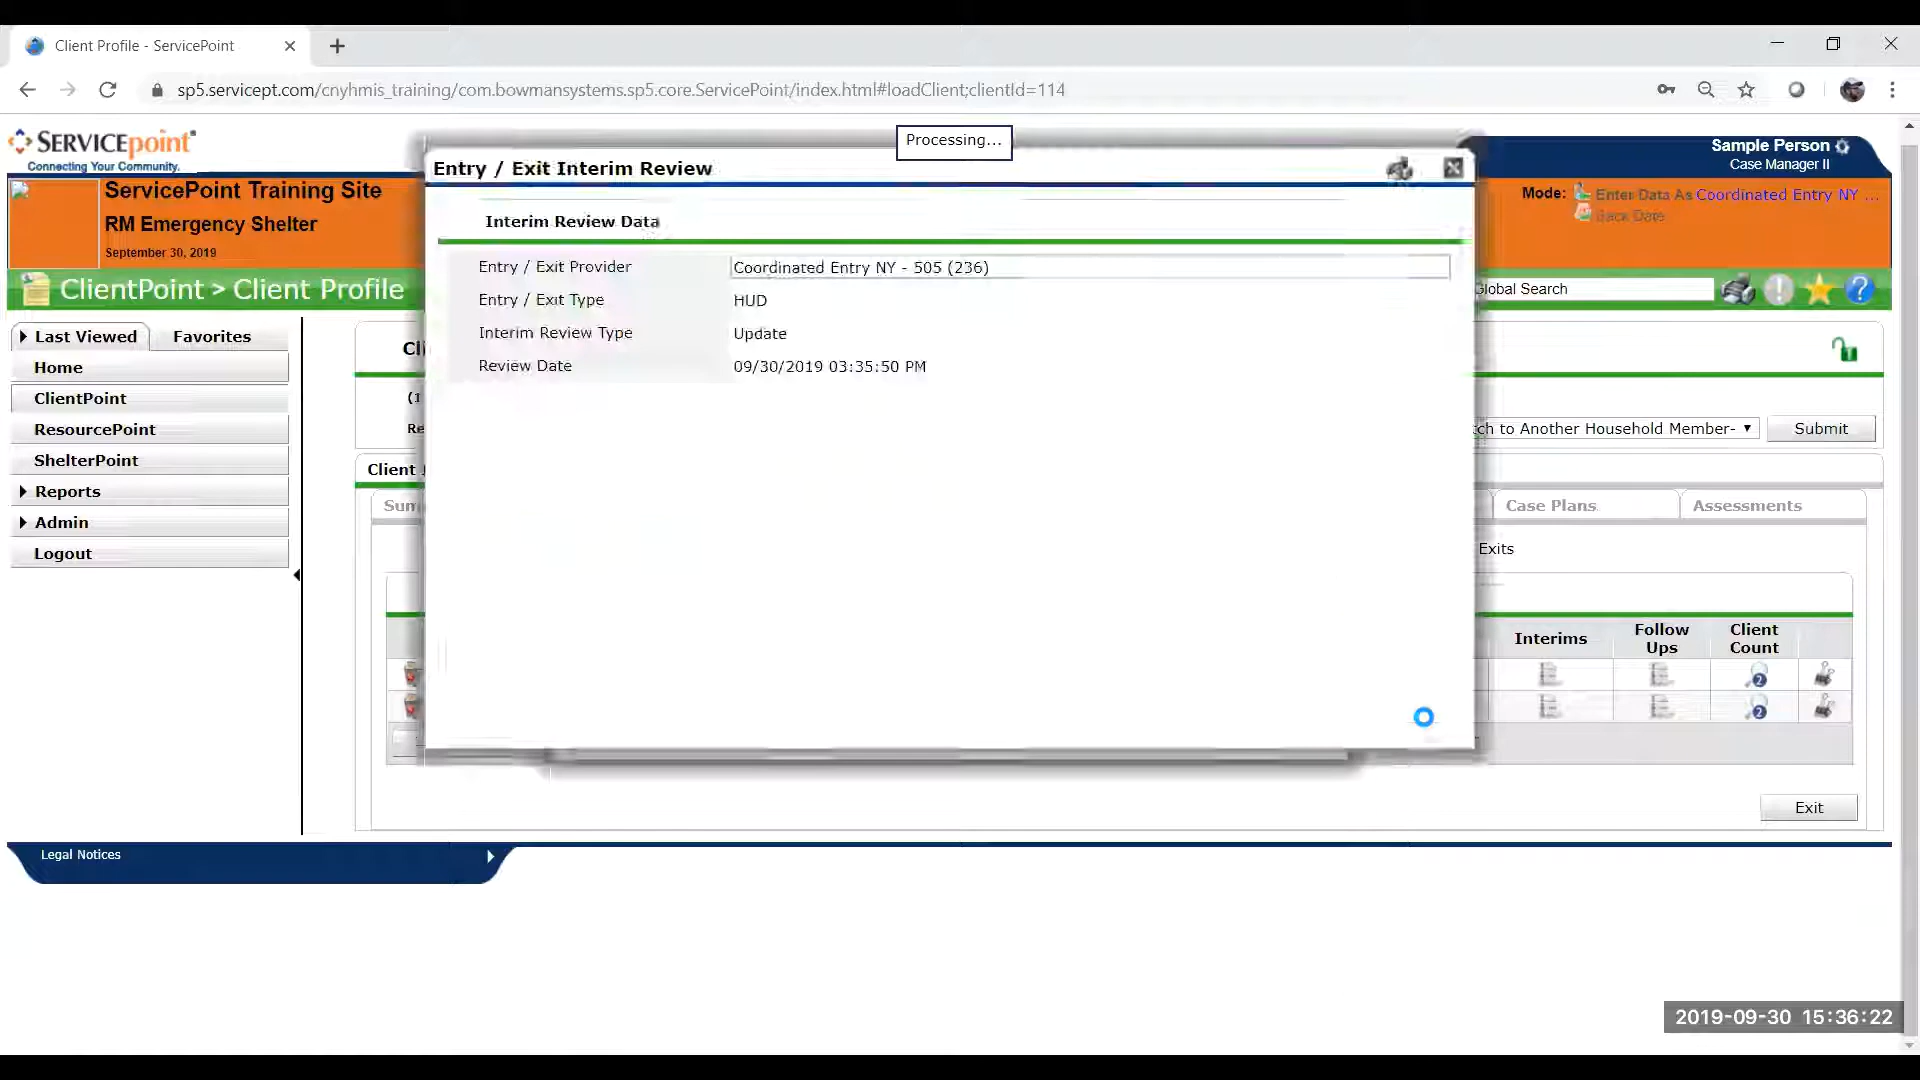 Client Profile - ServicePoint
sp5.servicept.com/cnyhmis_training/com.bowmansystems.sp5.core.ServicePoint/index.html#loadClient;clientId=114
SERVICEpoint
Connecting Your Community.
ServicePoint Training Site
RM Emergency Shelter
September 30, 2019
Processing...
Sample Person
Case Manager II
Mode: Enter Data As Coordinated Entry NY ...
Back Date
ClientPoint > Client Profile
Global Search
Last Viewed
Favorites
Home
ClientPoint
ResourcePoint
ShelterPoint
Reports
Admin
Logout
Entry / Exit Interim Review
Interim Review Data
Entry / Exit Provider
Coordinated Entry NY - 505 (236)
Entry / Exit Type
HUD
Interim Review Type
Update
Review Date
09/30/2019 03:35:50 PM
Cli
(1
Re
ch to Another Household Member-
Submit
Client
Sum
Case Plans
Assessments
Exits
Interims
Follow Ups
Client Count
2
2
Exit
Legal Notices
2019-09-30 15:36:22